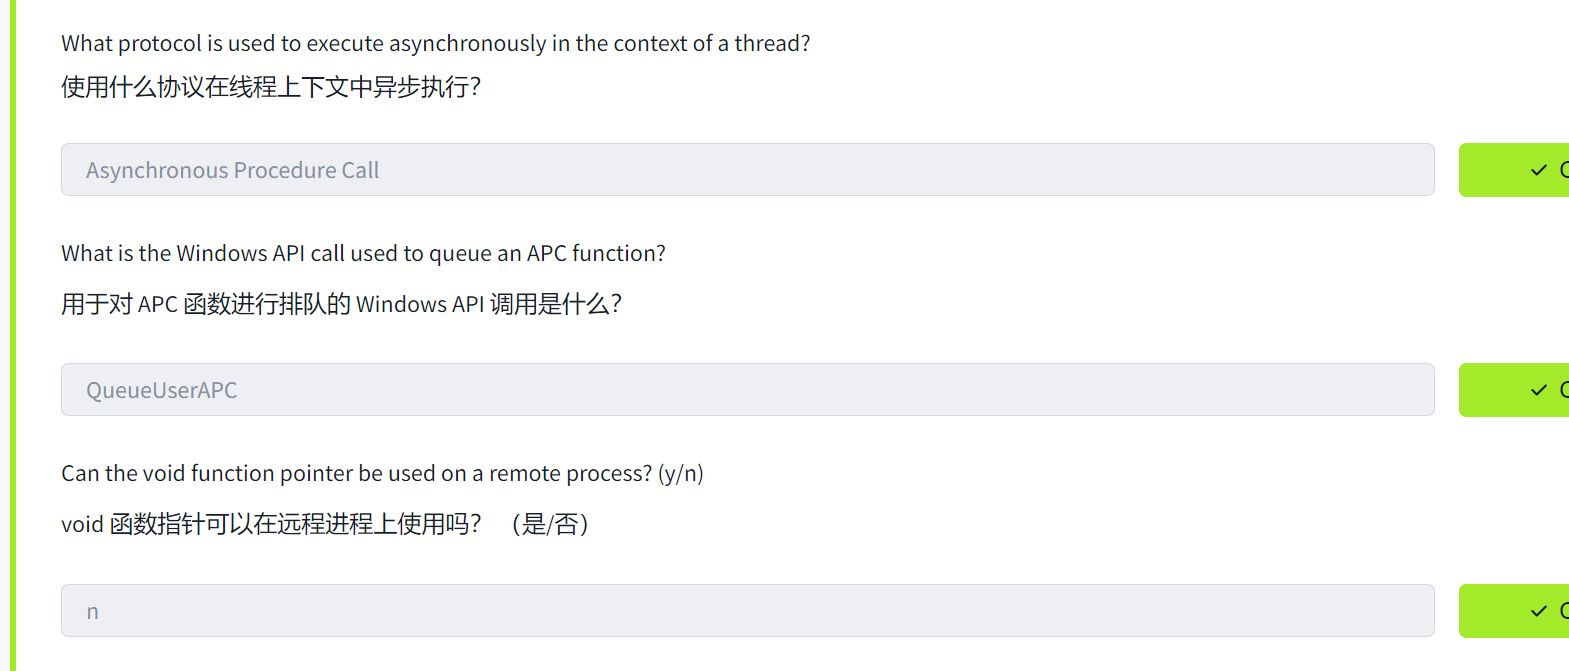 What protocol is used to execute asynchronously in the context of a thread?
使用什么协议在线程上下文中异步执行？
Asynchronous Procedure Call
What is the Windows API call used to queue an APC function?
用于对 APC 函数进行排队的 Windows API 调用是什么？
QueueUserAPC
Can the void function pointer be used on a remote process? (y/n)
void 函数指针可以在远程进程上使用吗？ （是/否）
n